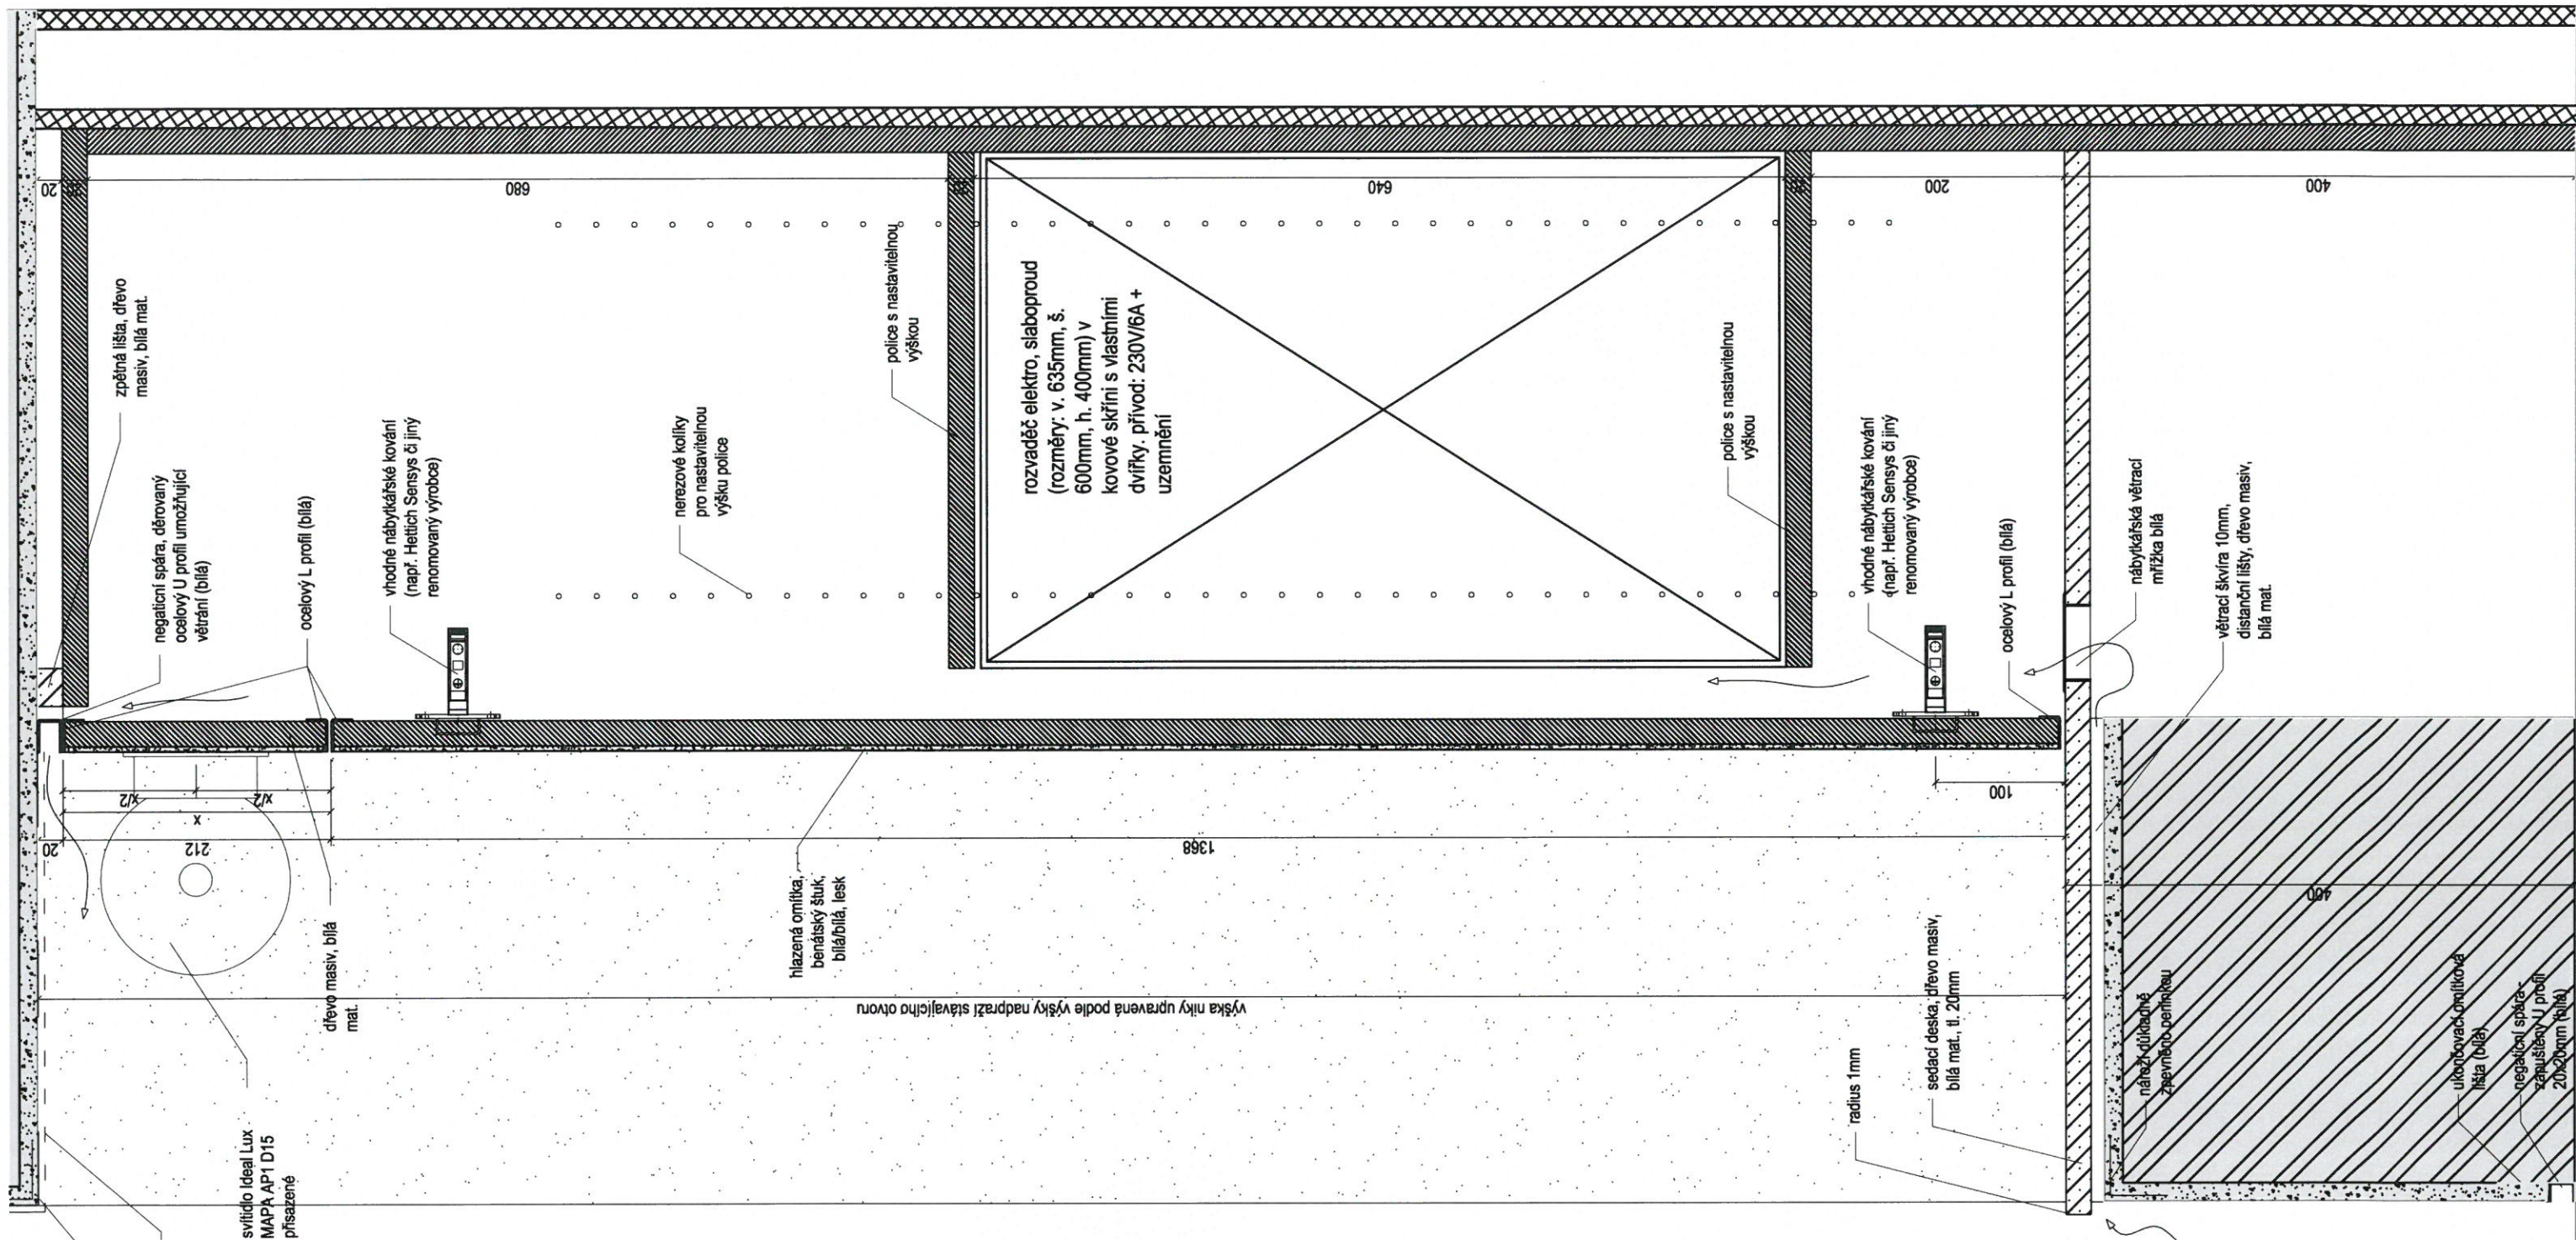 zpětná lišta, dřevo
masiv, bílá mat.
negaticní spára, děrovaný
ocelový U profil umožňující
větrání (bílá)
ocelový L profil (bílá)
vhodné nábytkářské kování
(např. Hettich Sensys či jiný
renomovaný výrobce)
nerezové kolíky
pro nastavitelnou
výšku police
police s nastavitelnou
výškou
rozvaděč elektro, slaboproud
(rozměry: v. 635mm, š.
600mm, h. 400mm) v
kovové skříni s vlastními
dvířky. přívod: 230V/6A +
uzemnění
police s nastavitelnou
výškou
vhodné nábytkářské kování
(např. Hettich Sensys či jiný
renomovaný výrobce)
ocelový L profil (bílá)
nábytkářská větrací
mřížka bílá
větrací škvíra 10mm,
distanční lišty, dřevo masiv,
bílá mat.
20
680
640
200
400
x/2
x/2
x
20
212
1368
100
400
svítidlo Ideal Lux
MAPA AP1 D15
přisazené
dřevo masiv, bílá
mat.
hlazená omítka,
benátský štuk,
bílá/bílá, lesk
výška niky upravená podle výšky nadpraží stávajícího otvoru
radius 1mm
sedací deska, dřevo masiv,
bílá mat., tl. 20mm
nároží důkladně
zpevněno perlinkou
ukončovací omítková
lišta (bílá)
negaticní spára -
zapuštěný U profil
20x20mm (bílá)